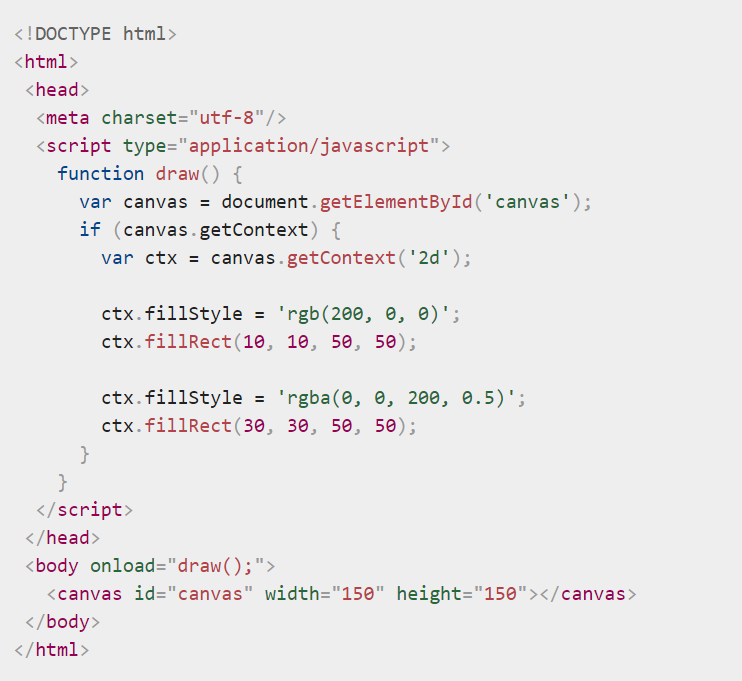 <!DOCTYPE html>
<html>
 <head>
  <meta charset="utf-8"/>
  <script type="application/javascript">
    function draw() {
      var canvas = document.getElementById('canvas');
      if (canvas.getContext) {
        var ctx = canvas.getContext('2d');

        ctx.fillStyle = 'rgb(200, 0, 0)';
        ctx.fillRect(10, 10, 50, 50);

        ctx.fillStyle = 'rgba(0, 0, 200, 0.5)';
        ctx.fillRect(30, 30, 50, 50);
      }
    }
  </script>
 </head>
 <body onload="draw();">
   <canvas id="canvas" width="150" height="150"></canvas>
 </body>
</html>